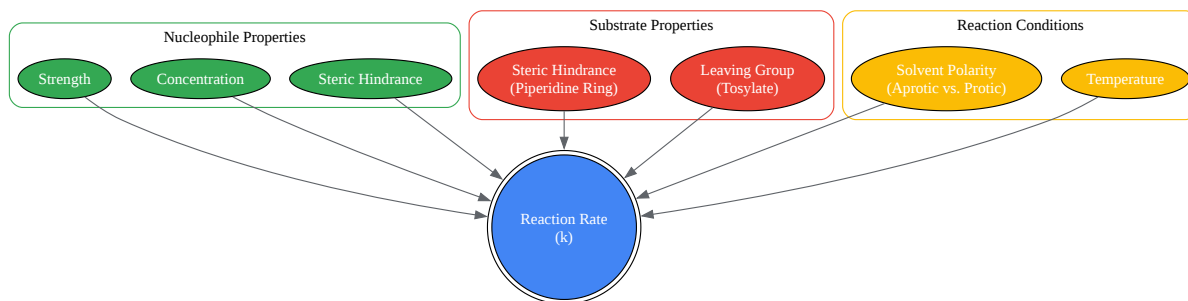 Nucleophile Properties
Strength
Concentration
Steric Hindrance
Substrate Properties
Steric Hindrance
(Piperidine Ring)
Leaving Group
(Tosylate)
Reaction Conditions
Solvent Polarity
(Aprotic vs. Protic)
Temperature
Reaction Rate
(k)